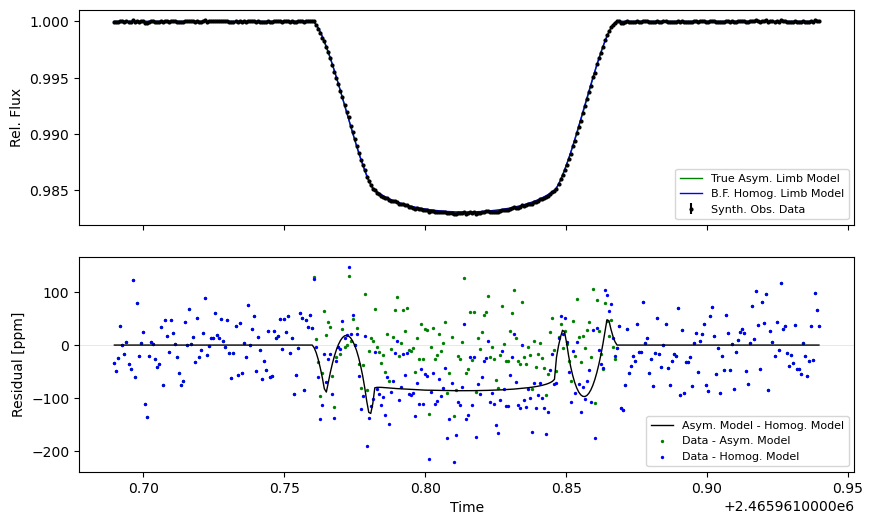 1.000
0.995
0.990
0.985
Rel. Flux
True Asym. Limb Model
B.F. Homog. Limb Model
Synth. Obs. Data
100
0
−100
−200
Residual [ppm]
Asym. Model - Homog. Model
Data - Asym. Model
Data - Homog. Model
0.70
0.75
0.80
0.85
0.90
0.95
Time
+2.4659610000e6